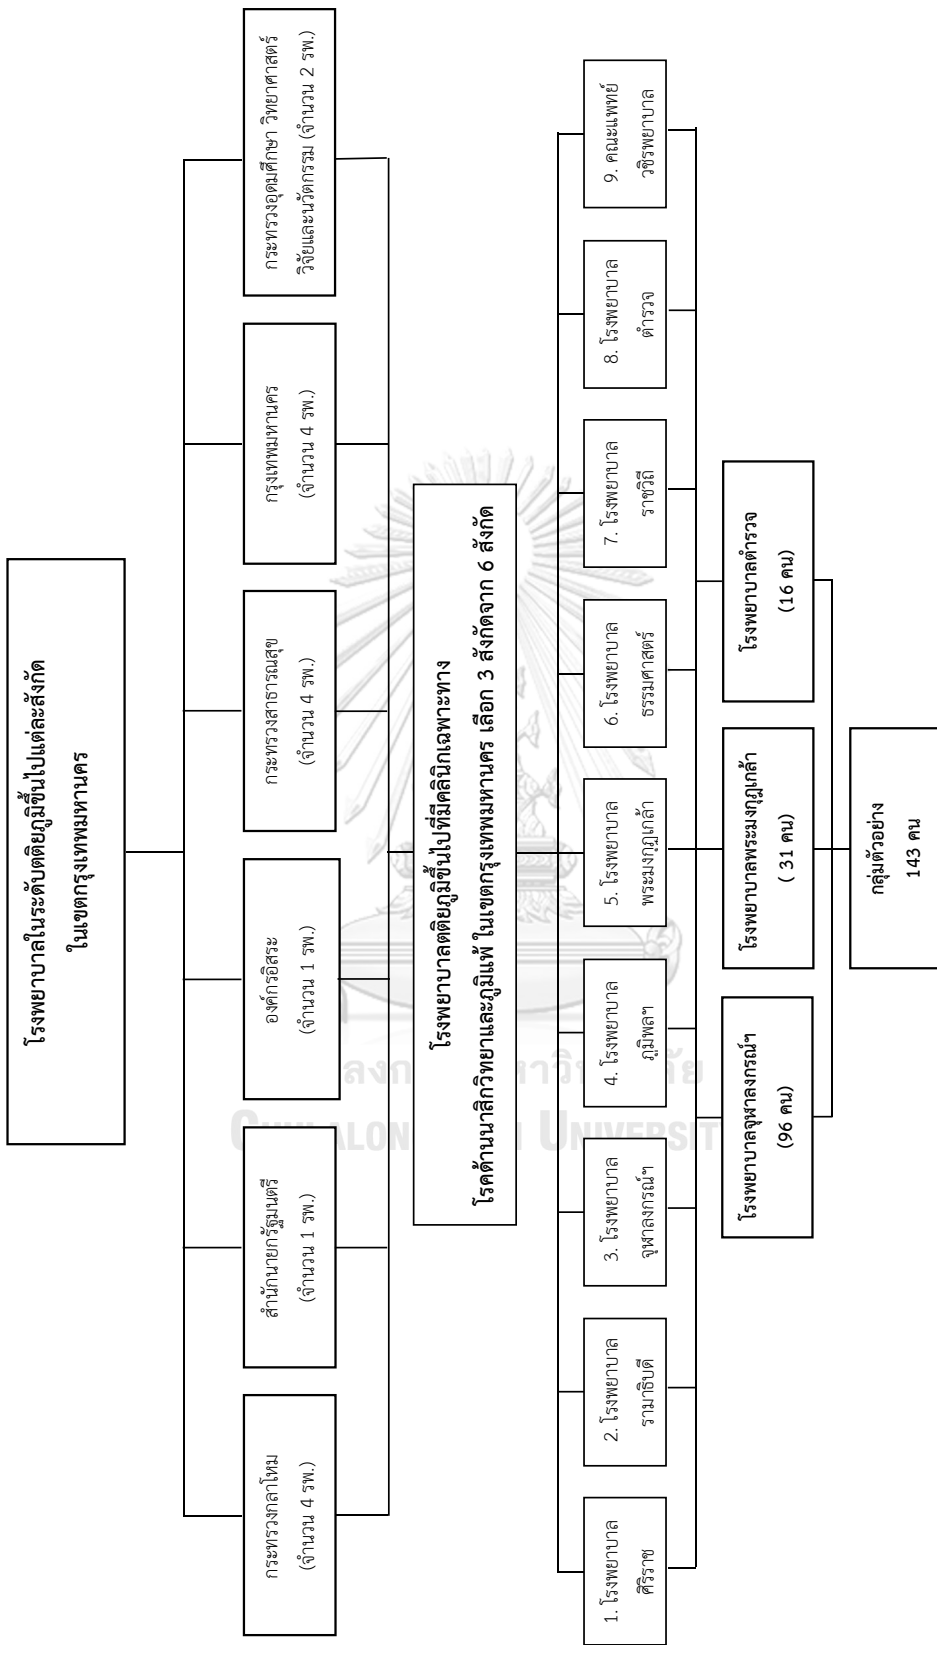 โรงพยาบาลในระดับตติยภูมิขึ้นไปแต่ละสังกัด
ในเขตกรุงเทพมหานคร
กระทรวงกลาโหม
(จำนวน 4 รพ.)
สำนักนายกรัฐมนตรี
(จำนวน 1 รพ.)
องค์กรอิสระ
(จำนวน 1 รพ.)
กระทรวงสาธารณสุข
(จำนวน 4 รพ.)
กรุงเทพมหานคร
(จำนวน 4 รพ.)
กระทรวงอุดมศึกษา วิทยาศาสตร์
วิจัยและนวัตกรรม (จำนวน 2 รพ.)
โรงพยาบาลตติยภูมิขึ้นไปที่มีคลินิกเฉพาะทาง
โรคด้านนาสิกวิทยาและภูมิแพ้ ในเขตกรุงเทพมหานคร เลือก 3 สังกัดจาก 6 สังกัด
1. โรงพยาบาล
ศิริราช
2. โรงพยาบาล
รามาธิบดี
3. โรงพยาบาล
จุฬาลงกรณ์ฯ
4. โรงพยาบาล
ภูมิพลฯ
5. โรงพยาบาล
พระมงกุฎเกล้า
6. โรงพยาบาล
ธรรมศาสตร์
7. โรงพยาบาล
ราชวิถี
8. โรงพยาบาล
ตำรวจ
9. คณะแพทย์
วชิรพยาบาล
โรงพยาบาลจุฬาลงกรณ์ฯ
(96 คน)
โรงพยาบาลพระมงกุฎเกล้า
( 31 คน)
โรงพยาบาลตำรวจ
(16 คน)
กลุ่มตัวอย่าง
143 คน